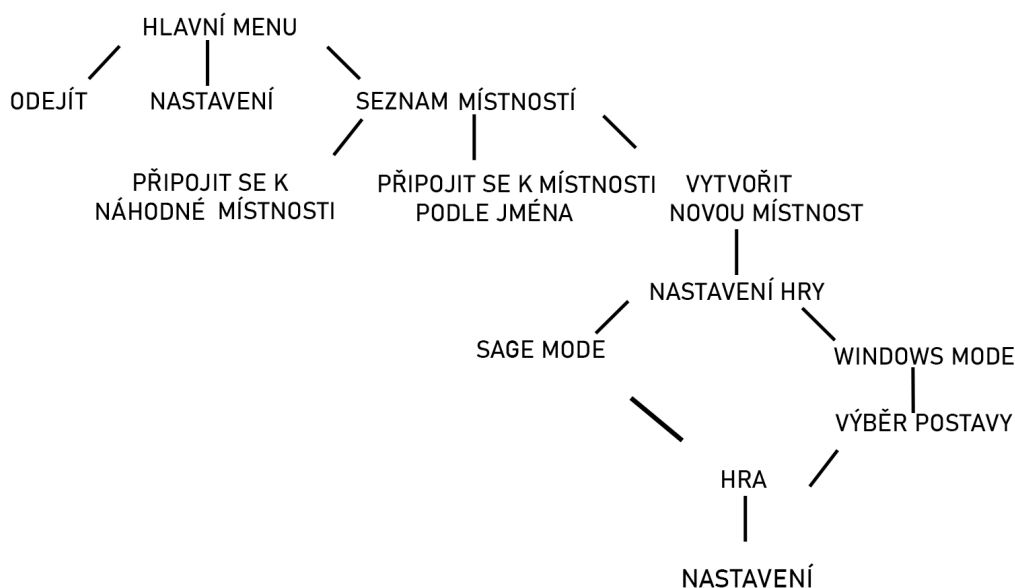 HLAVNÍ MENU
ODEJÍT
NASTAVENÍ
SEZNAM MÍSTNOSTÍ
PŘIPOJIT SE K
NÁHODNÉ MÍSTNOSTI
PŘIPOJIT SE K MÍSTNOSTI
PODLE JMÉNA
VYTVOŘIT
NOVOU MÍSTNOST
NASTAVENÍ HRY
SAGE MODE
WINDOWS MODE
VÝBĚR POSTAVY
HRA
NASTAVENÍ